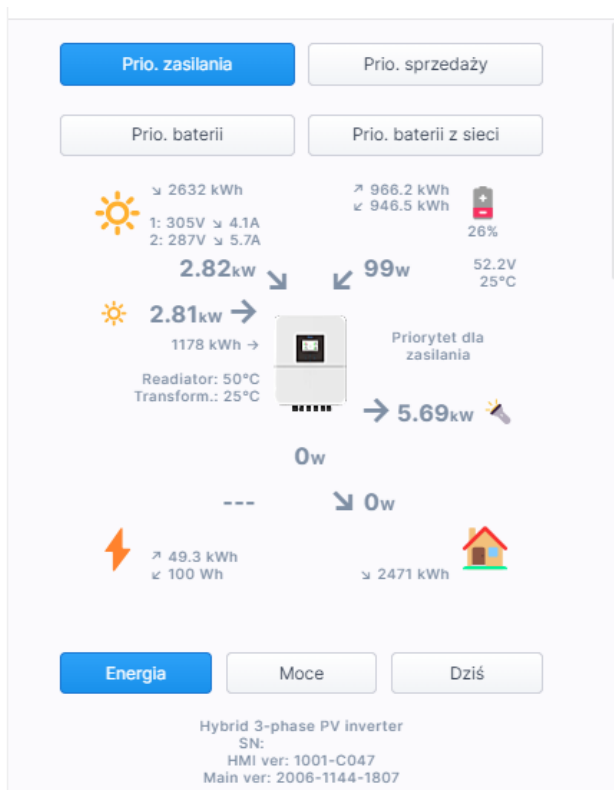 Prio. zasilania Prio. sprzedaży
Prio. baterii Prio. baterii z sieci
↘ 2632 kWh
1: 305V ↘ 4.1A
2: 287V ↘ 5.7A
↗ 966.2 kWh
↙ 946.5 kWh
26%
2.82kW ↘
↙ 99W
52.2V
25°C
2.81kW →
1178 kWh →
Priorytet dla
zasilania
Readiator: 50°C
Transform.: 25°C
→ 5.69kW
0W
---
↘ 0W
↗ 49.3 kWh
↙ 100 Wh
↘ 2471 kWh
Energia Moce Dziś
Hybrid 3-phase PV inverter
SN:
HMI ver: 1001-C047
Main ver: 2006-1144-1807